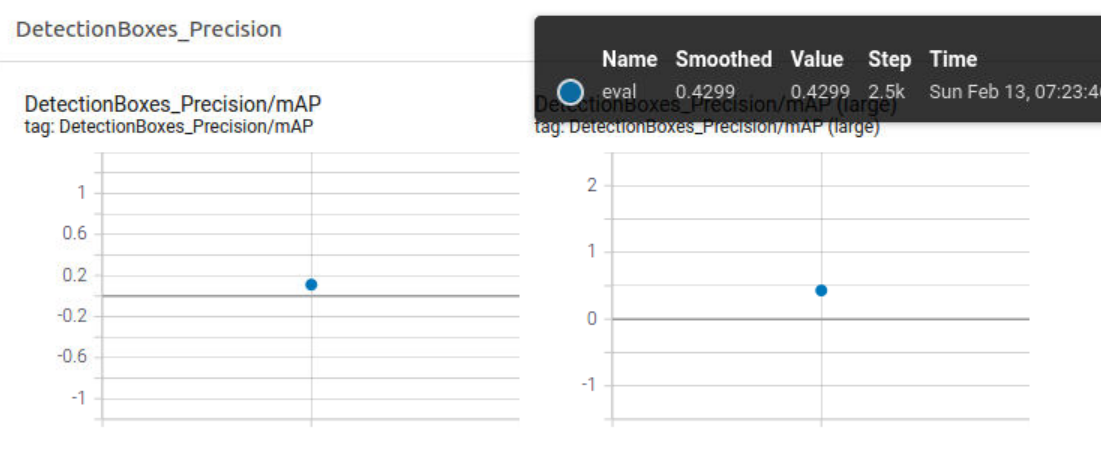 DetectionBoxes_Precision
Name Smoothed Value Step Time
eval 0.4299 0.4299 2.5k Sun Feb 13, 07:23:4
DetectionBoxes_Precision/mAP
tag: DetectionBoxes_Precision/mAP
DetectionBoxes_Precision/mAP (large)
tag: DetectionBoxes_Precision/mAP (large)
1
0.6
0.2
-0.2
-0.6
-1
2
1
0
-1